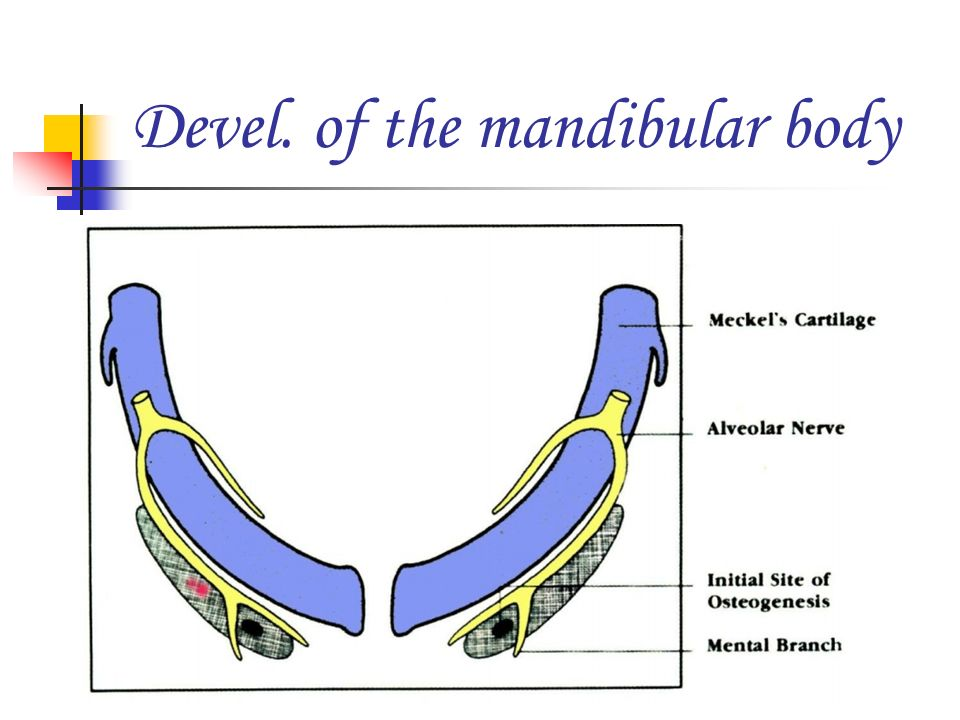 Devel. of the mandibular body
Meckel's Cartilage
Alveolar Nerve
Initial Site of
Osteogenesis
Mental Branch